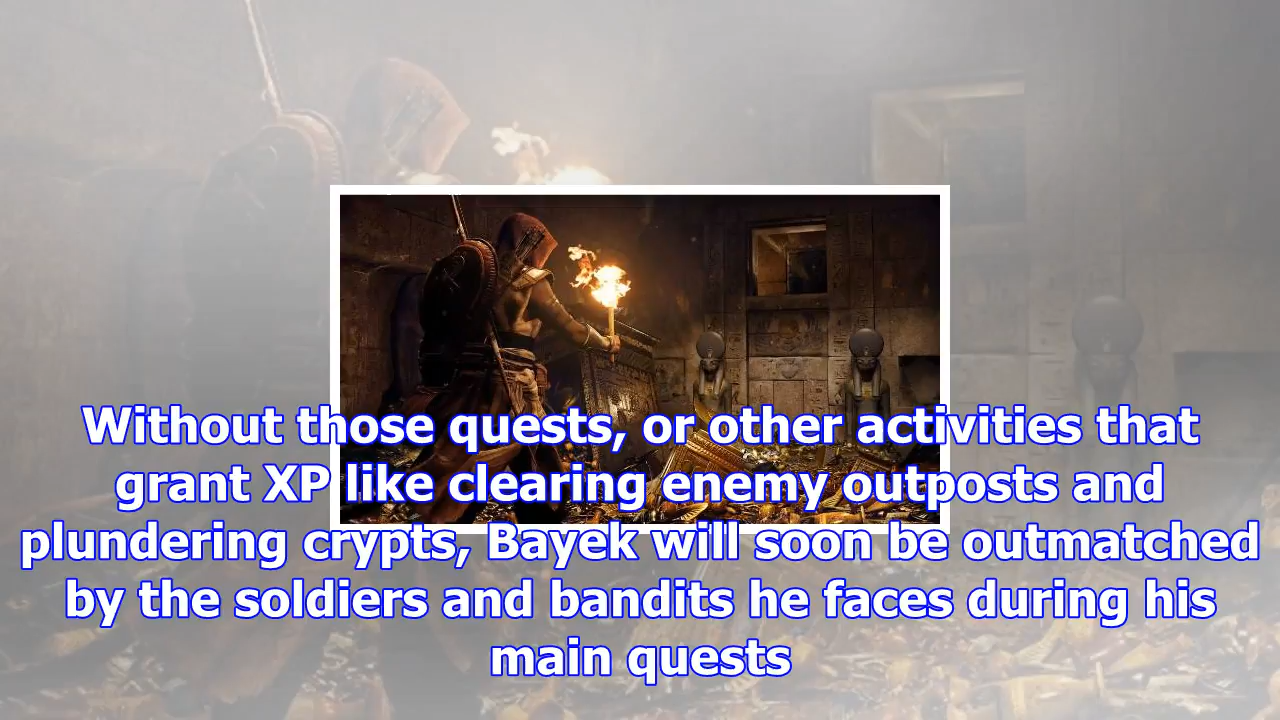 Without those quests, or other activities that
grant XP like clearing enemy outposts and
plundering crypts, Bayek will soon be outmatched
by the soldiers and bandits he faces during his
main quests